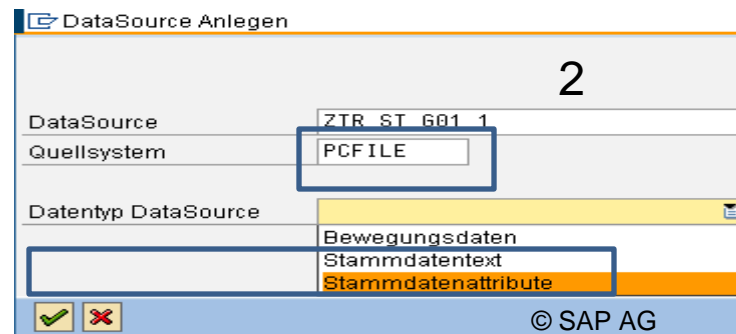 DataSource Anlegen
2
DataSource ZTR_ST_G01_1
Quellsystem PCFILE
Datentyp DataSource
Bewegungsdaten
Stammdatentext
Stammdatenattribute
© SAP AG